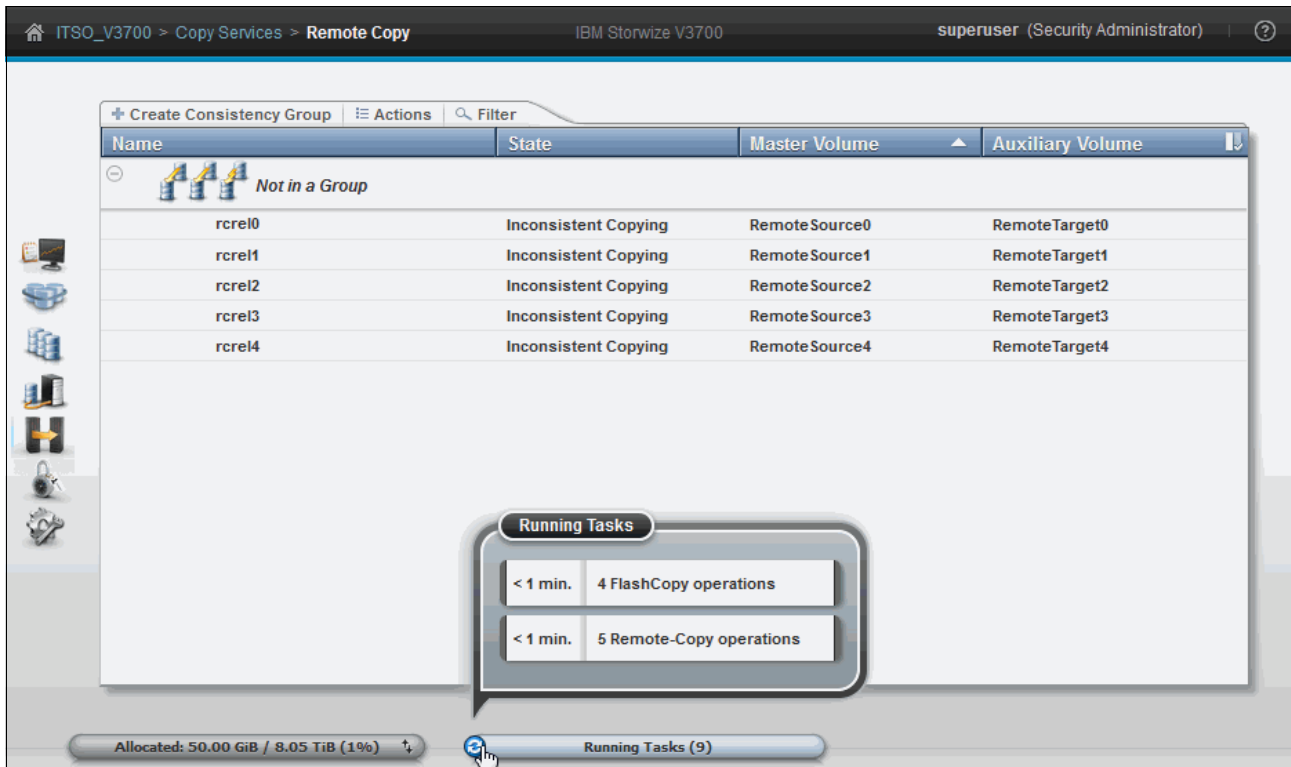 ITSO_V3700 > Copy Services > Remote Copy IBM Storwize V3700 superuser (Security Administrator) ?
Create Consistency Group Actions Filter
Name State Master Volume Auxiliary Volume
Not in a Group
rcrel0 Inconsistent Copying RemoteSource0 RemoteTarget0
rcrel1 Inconsistent Copying RemoteSource1 RemoteTarget1
rcrel2 Inconsistent Copying RemoteSource2 RemoteTarget2
rcrel3 Inconsistent Copying RemoteSource3 RemoteTarget3
rcrel4 Inconsistent Copying RemoteSource4 RemoteTarget4
Running Tasks
< 1 min. 4 FlashCopy operations
< 1 min. 5 Remote-Copy operations
Allocated: 50.00 GiB / 8.05 TiB (1%) Running Tasks (9)